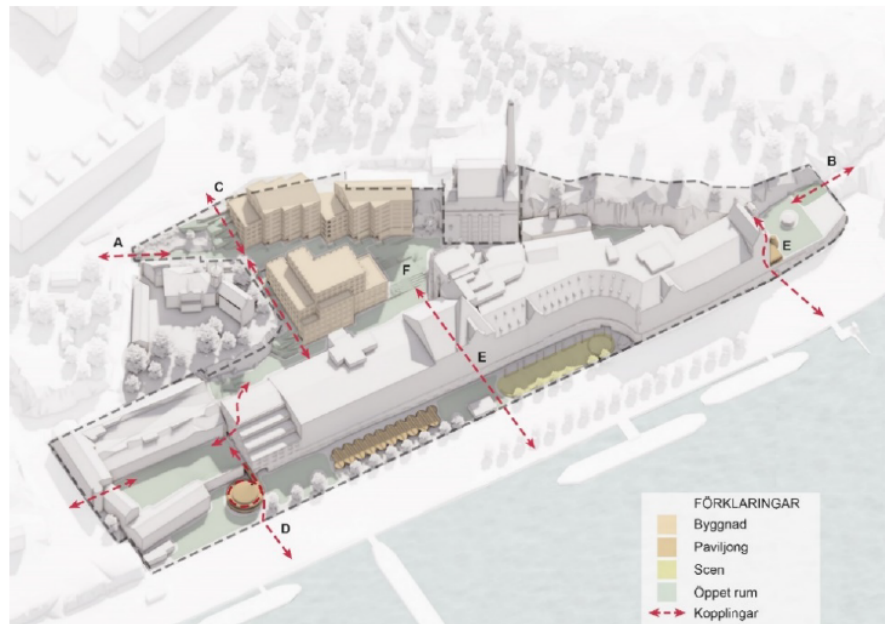 B
C
A
E
F
E
D
FÖRKLARINGAR
Byggnad
Paviljong
Scen
Öppet rum
Kopplingar